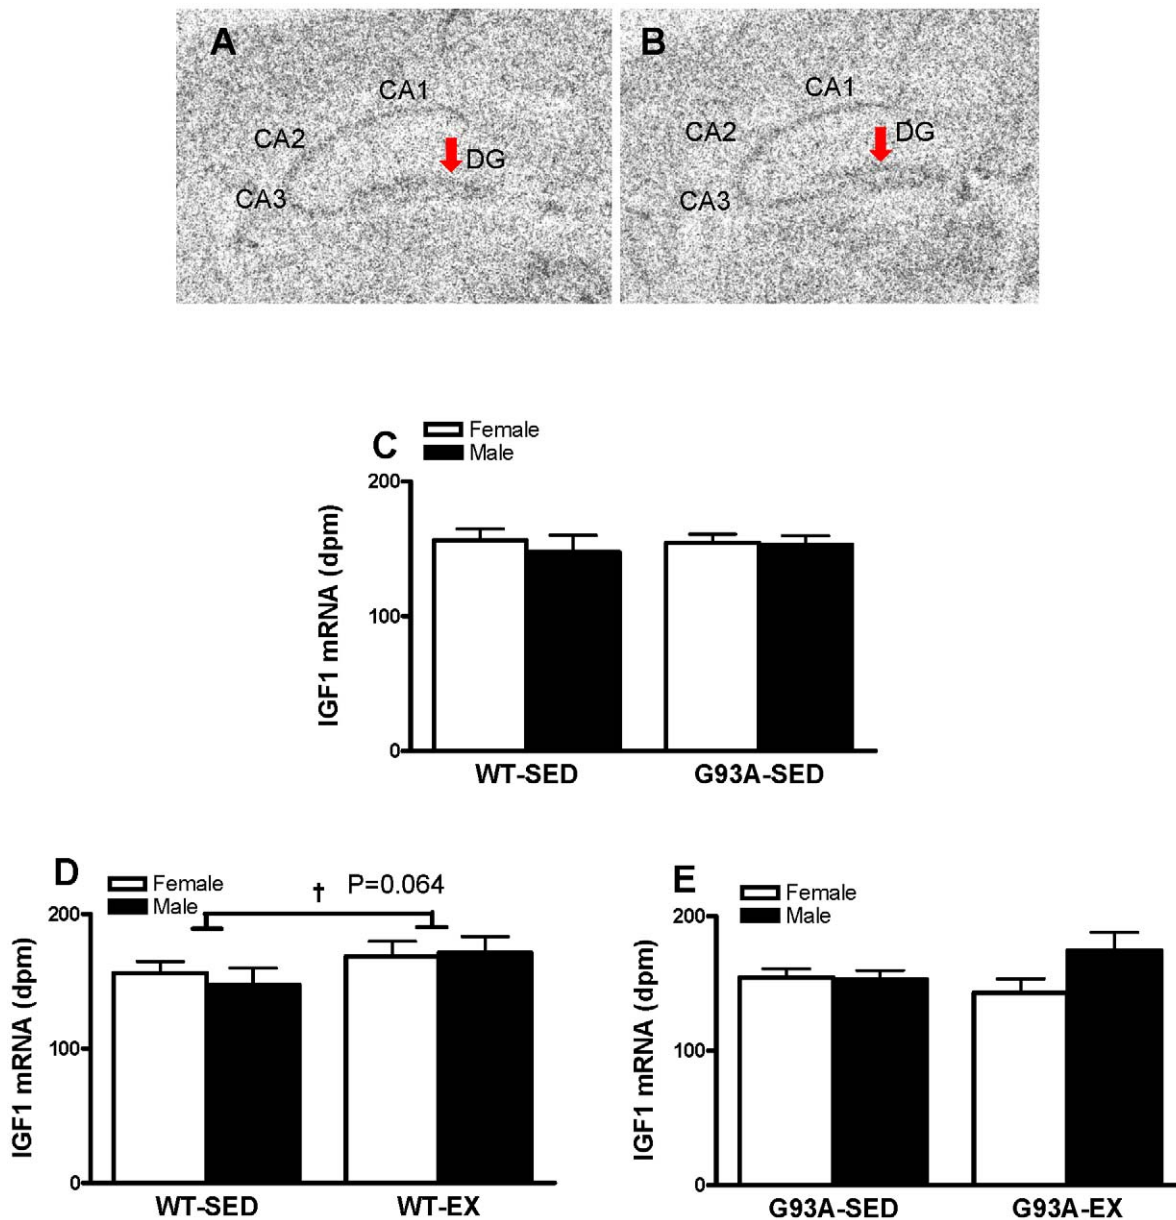 A
CA1
CA2
DG
CA3
B
CA1
CA2
DG
CA3
C
Female
Male
IGF1 mRNA (dpm)
200
100
0
WT-SED G93A-SED
D
Female
Male
† P=0.064
IGF1 mRNA (dpm)
200
100
0
WT-SED WT-EX
E
Female
Male
IGF1 mRNA (dpm)
200
100
0
G93A-SED G93A-EX